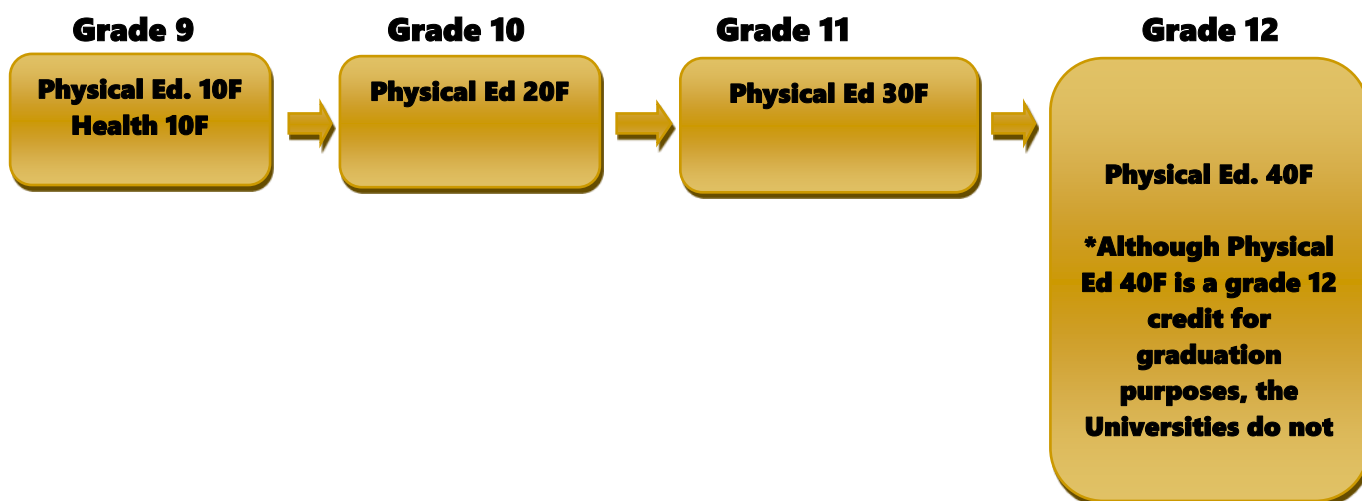 Grade 9
Grade 10
Grade 11
Grade 12
Physical Ed. 10F
Health 10F
Physical Ed 20F
Physical Ed 30F
Physical Ed. 40F
*Although Physical
Ed 40F is a grade 12
credit for
graduation
purposes, the
Universities do not